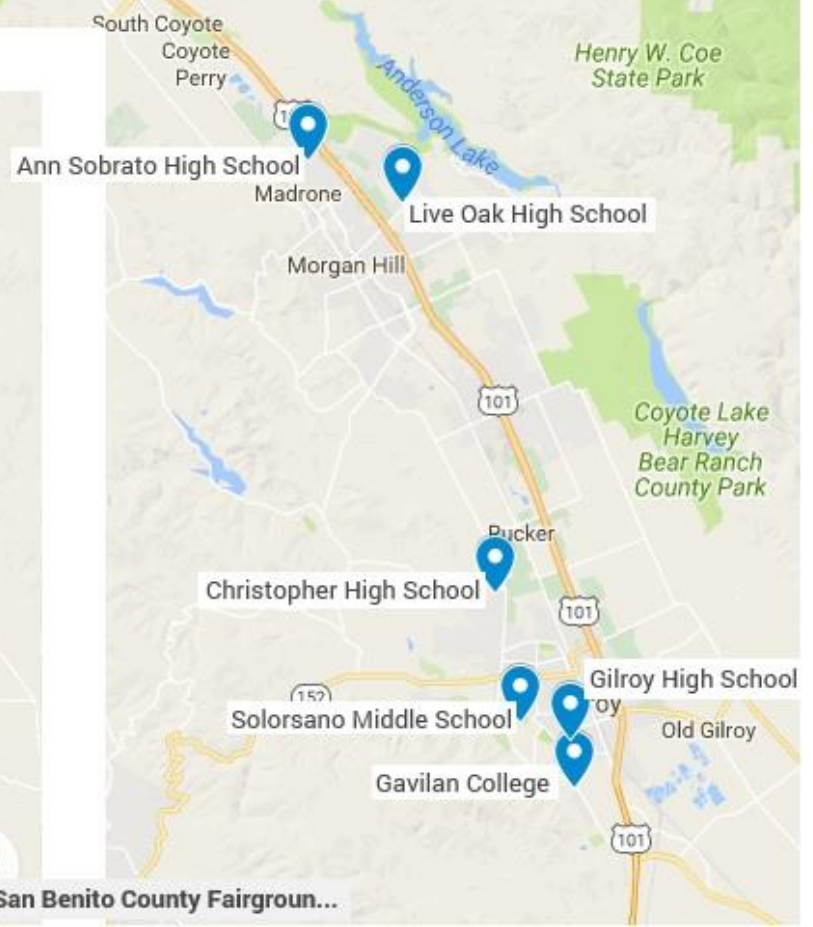 South Coyote
Coyote
Perry
Henry W. Coe
State Park
Anderson Lake
Ann Sobrato High School
Madrone
Live Oak High School
Morgan Hill
101
Coyote Lake
Harvey
Bear Ranch
County Park
Rucker
Christopher High School
101
Gilroy High School
152
oy
Solorsano Middle School
Old Gilroy
Gavilan College
101
San Benito County Fairgroun...